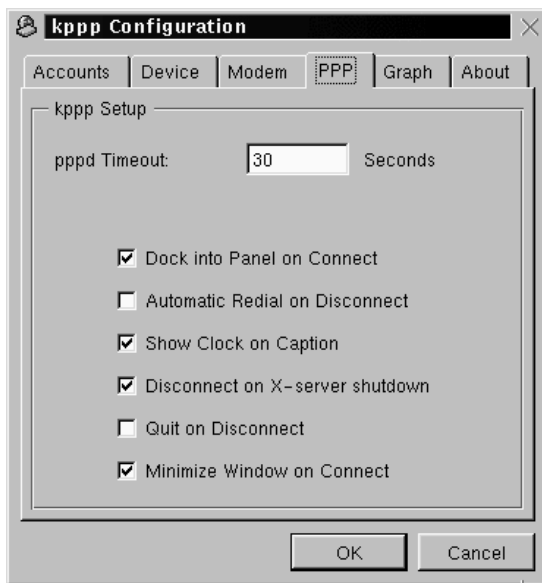 kppp Configuration
Accounts Device Modem PPP Graph About
kppp Setup
pppd Timeout: 30 Seconds
Dock into Panel on Connect
Automatic Redial on Disconnect
Show Clock on Caption
Disconnect on X-server shutdown
Quit on Disconnect
Minimize Window on Connect
OK Cancel